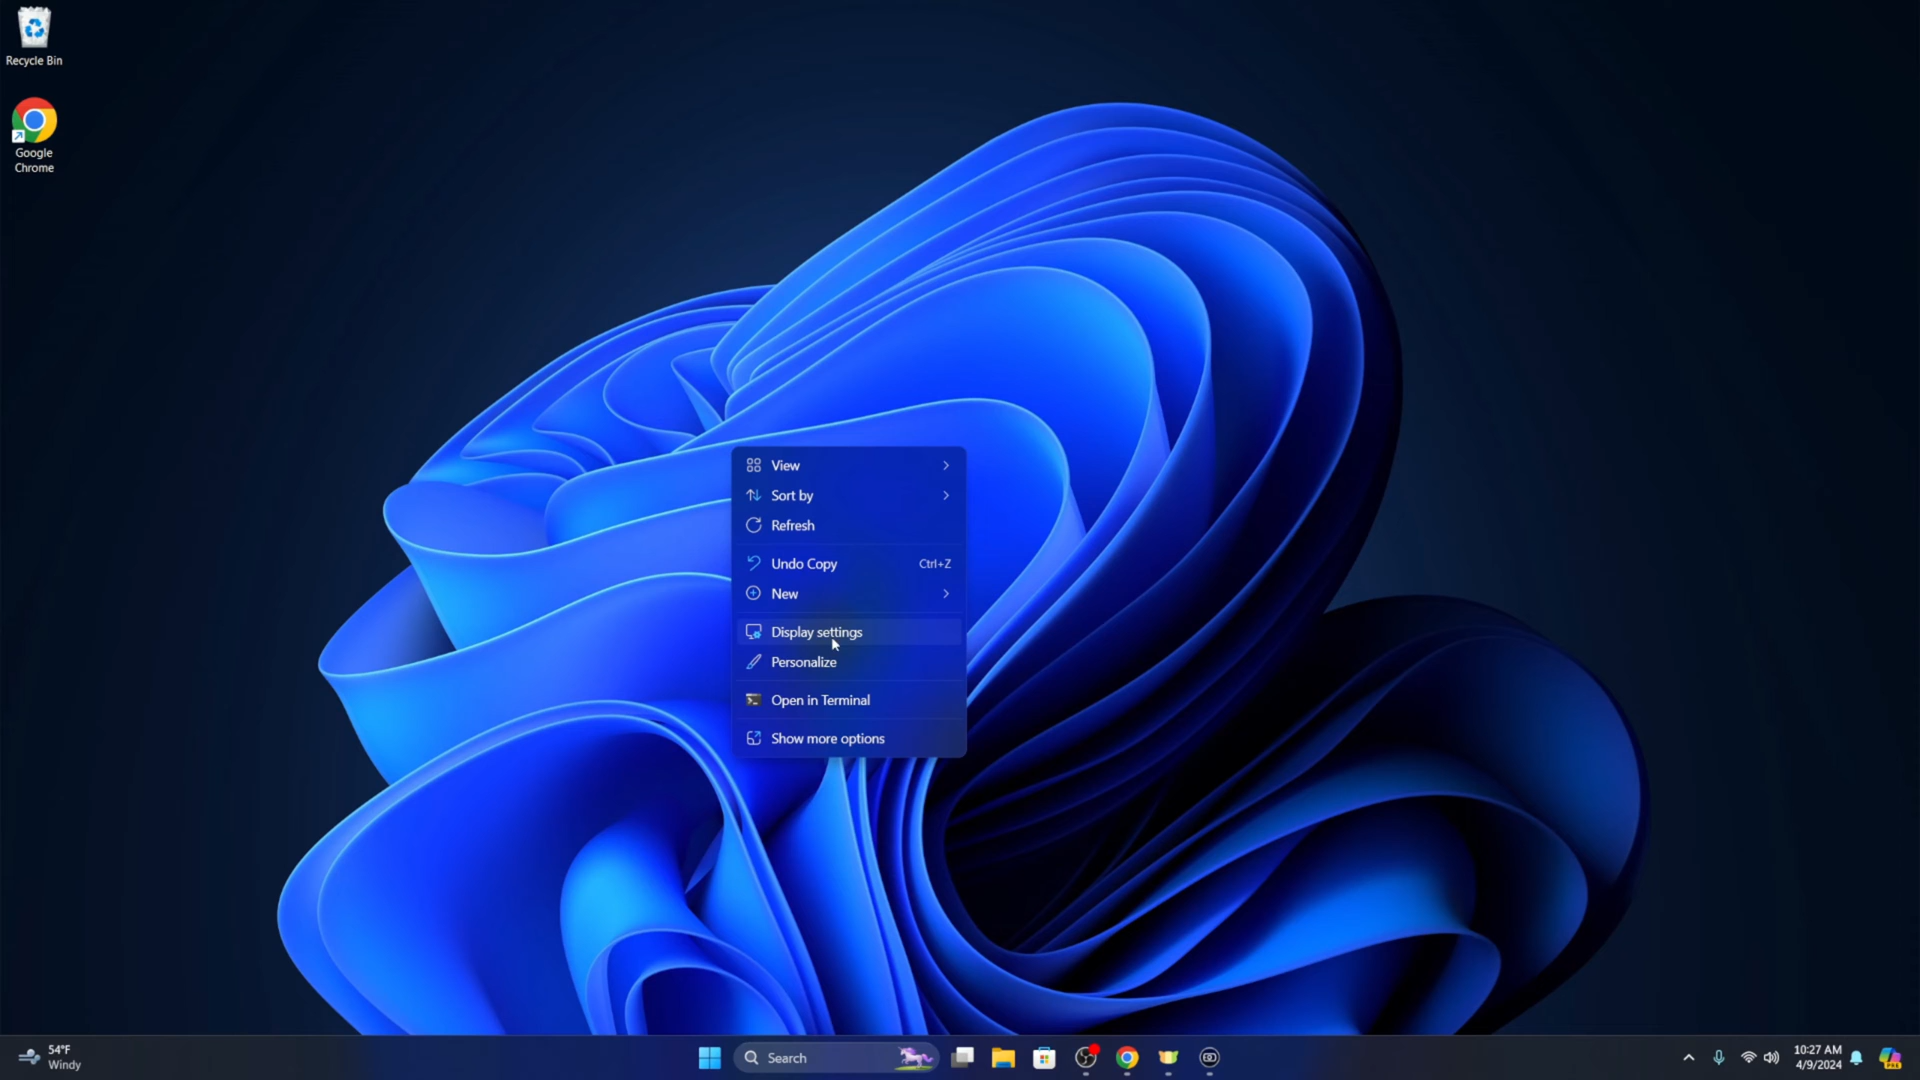 Recycle Bin
Google
Chrome
View
Sort by
Refresh
Undo Copy Ctrl+Z
New
Display settings
Personalize
Open in Terminal
Show more options
54°F
Windy
Search
10:27 AM
4/9/2024
PRE